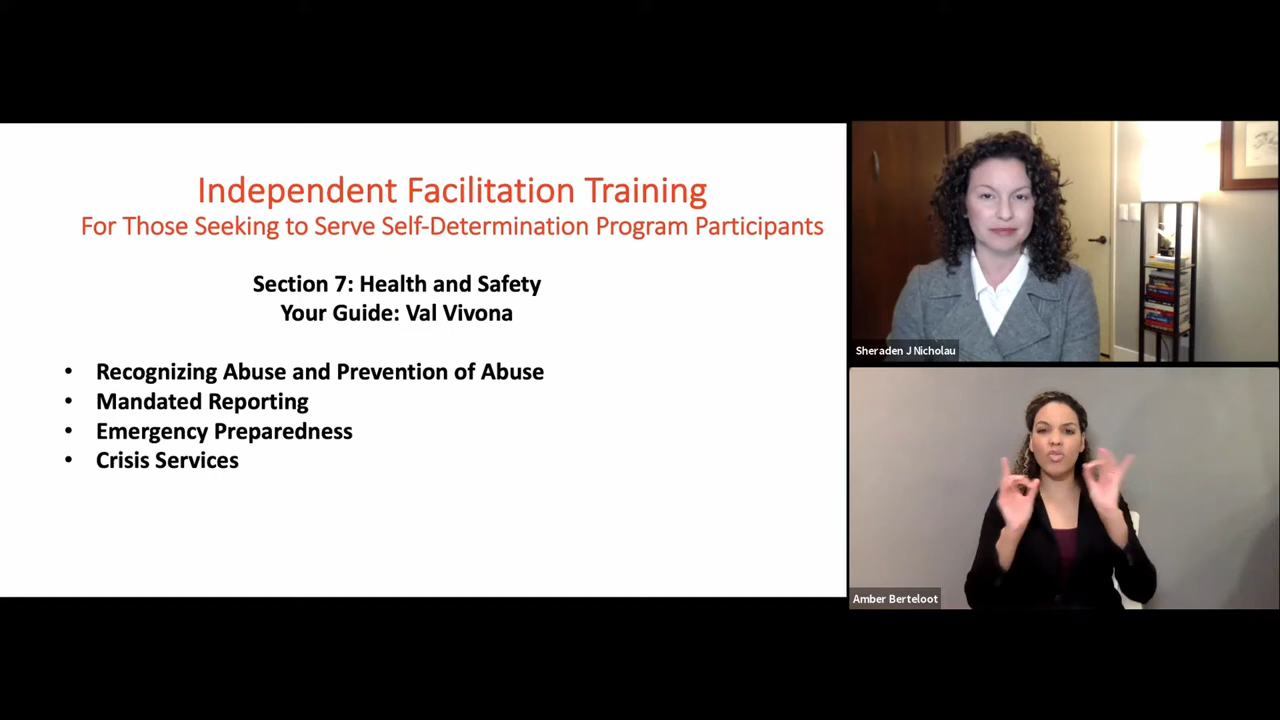 Independent Facilitation Training
For Those Seeking to Serve Self-Determination Program Participants
Section 7: Health and Safety
Your Guide: Val Vivona
• Recognizing Abuse and Prevention of Abuse
• Mandated Reporting
• Emergency Preparedness
• Crisis Services
Sheraden J Nicholau
Amber Berteloot